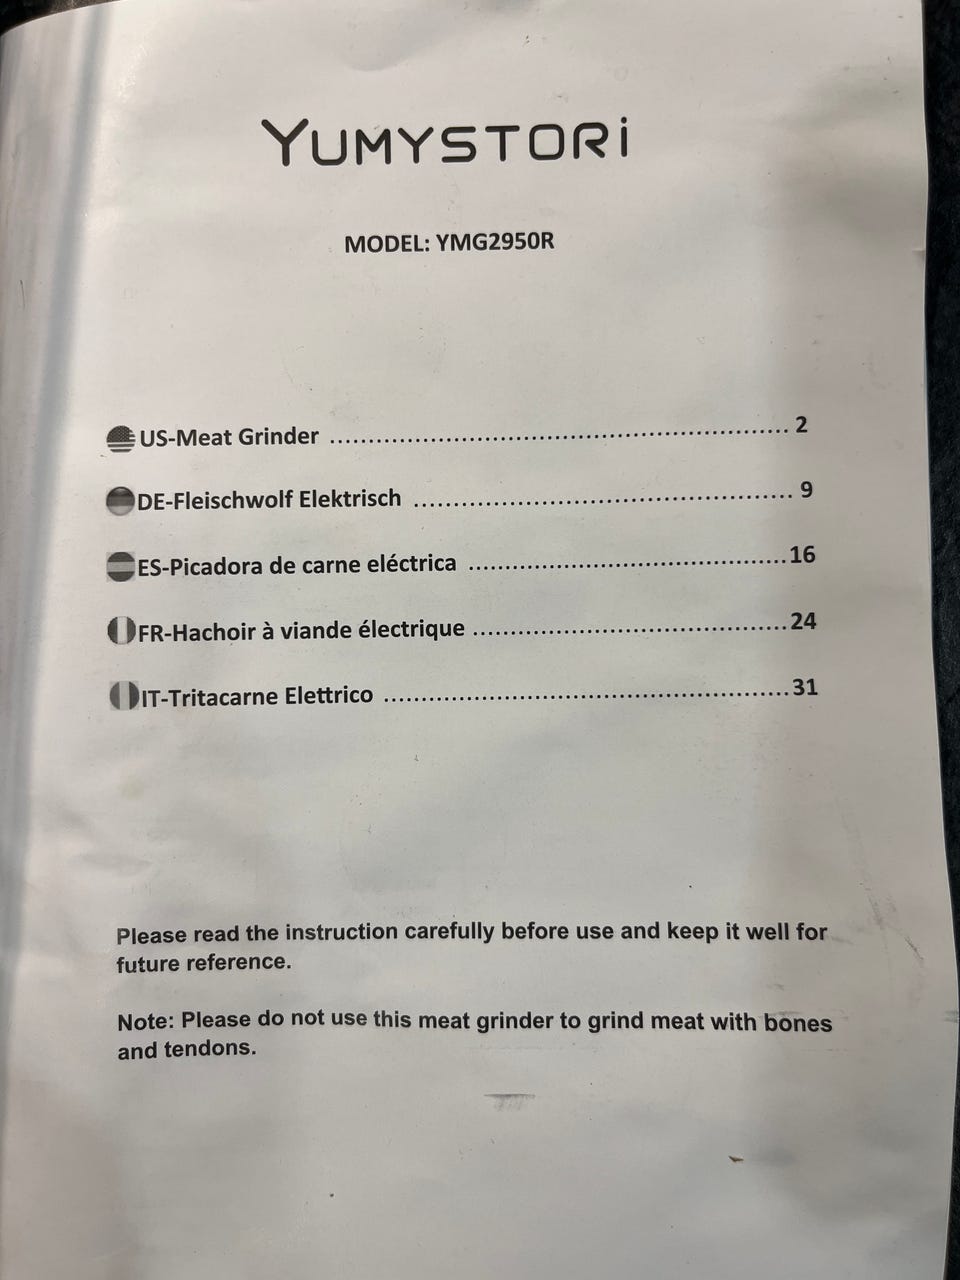 YUMYSTORi
MODEL: YMG2950R
US-Meat Grinder ........................................................ 2
DE-Fleischwolf Elektrisch .............................................. 9
ES-Picadora de carne eléctrica ...................................... 16
FR-Hachoir à viande électrique ..................................... 24
IT-Tritacarne Elettrico ................................................ 31
Please read the instruction carefully before use and keep it well for
future reference.
Note: Please do not use this meat grinder to grind meat with bones
and tendons.